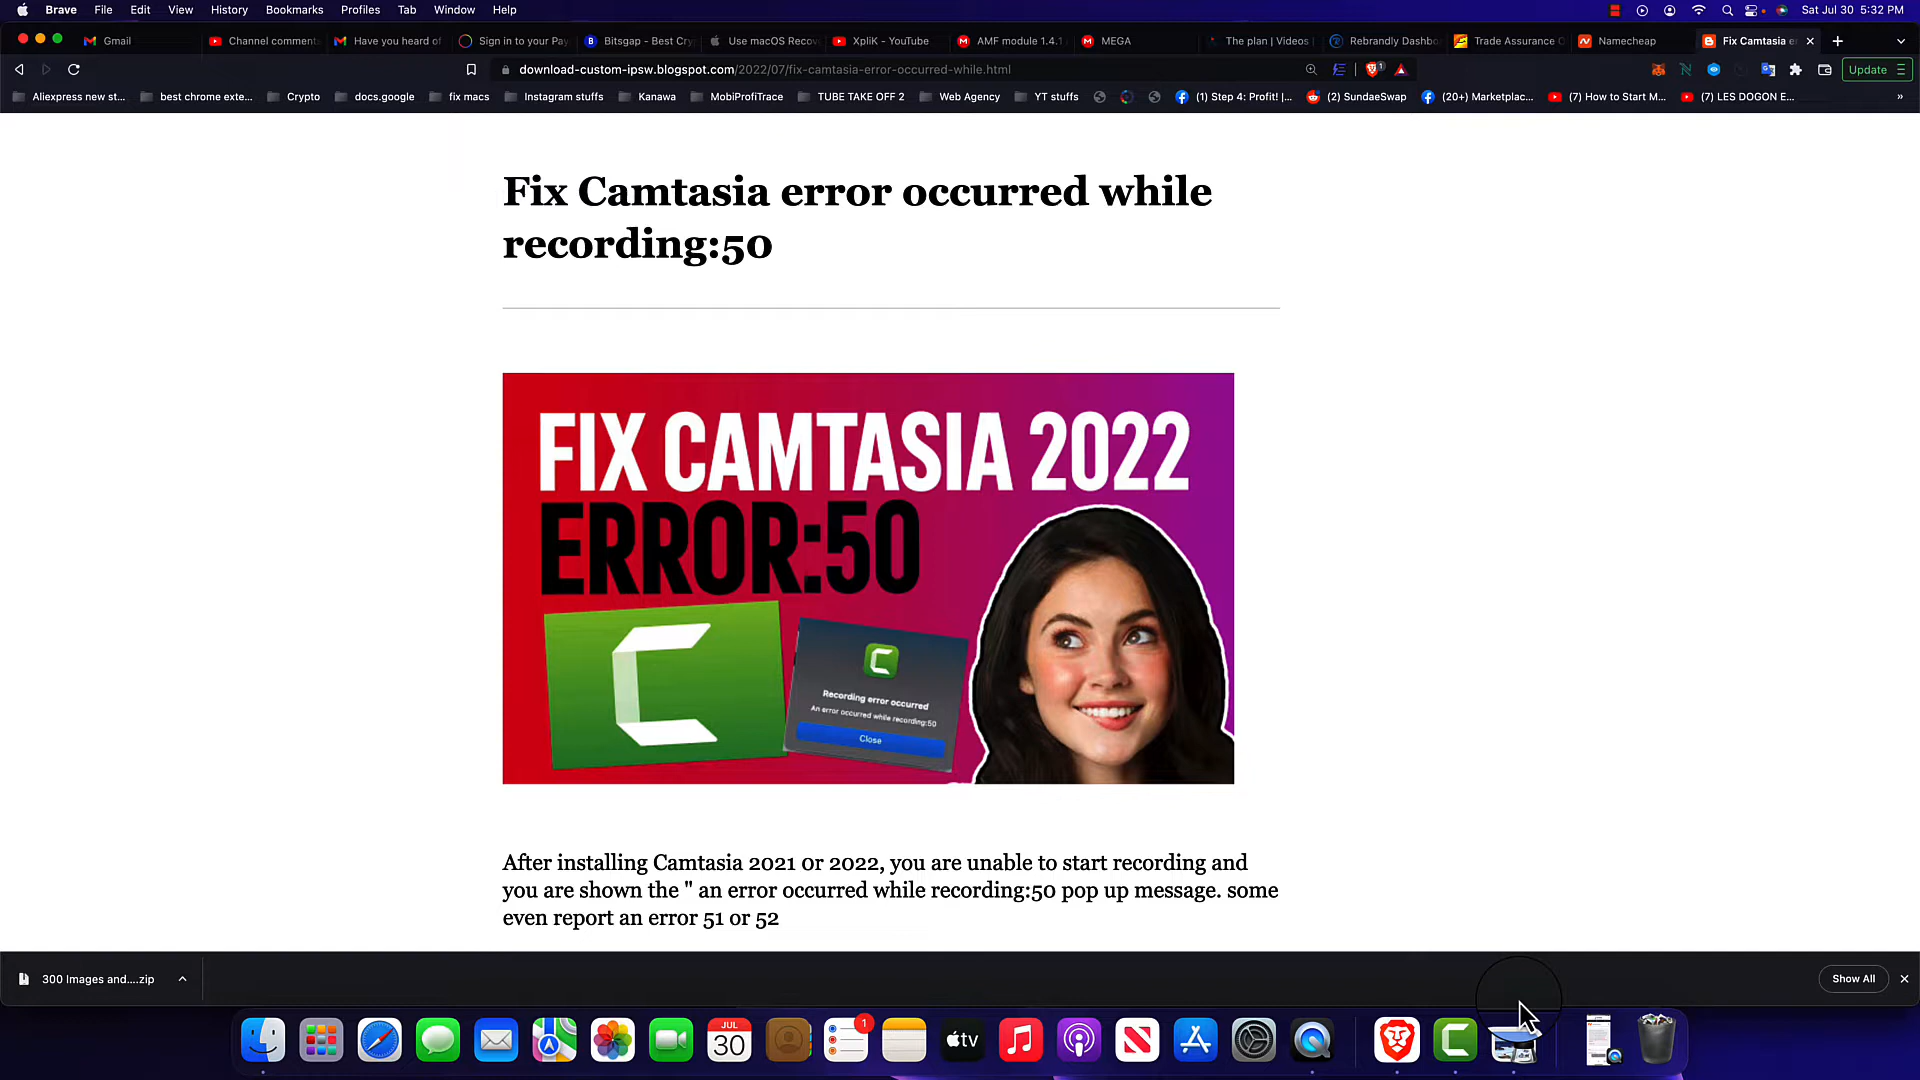 Brave File Edit View History Bookmarks Profiles Tab Window Help Sat Jul 30 5:32 PM
Gmail Channel comment Have you heard of Sign in to your Pay Bitsgap - Best Cry Use macOS Recov XpliK - YouTube AMF module 1.4.1 MEGA The plan | Videos Rebrandly Dashbo Trade Assurance O Namecheap Fix Camtasia e
download-custom-ipsw.blogspot.com/2022/07/fix-camtasia-error-occurred-while.html 1 Update
Aliexpress new st... best chrome exte... Crypto docs.google fix macs Instagram stuffs Kanawa MobiProfiTrace TUBE TAKE OFF 2 Web Agency YT stuffs (1) Step 4: Profit! |... (2) SundaeSwap (20+) Marketplac... (7) How to Start M... (7) LES DOGON E... »
Fix Camtasia error occurred while
recording:50
FIX CAMTASIA 2022
ERROR:50
Recording error occurred
An error occurred while recording:50
Close
After installing Camtasia 2021 0r 2022, you are unable to start recording and
you are shown the " an error occurred while recording:50 pop up message. some
even report an error 51 or 52
300 Images and....zip Show All
JUL
30
1
tv